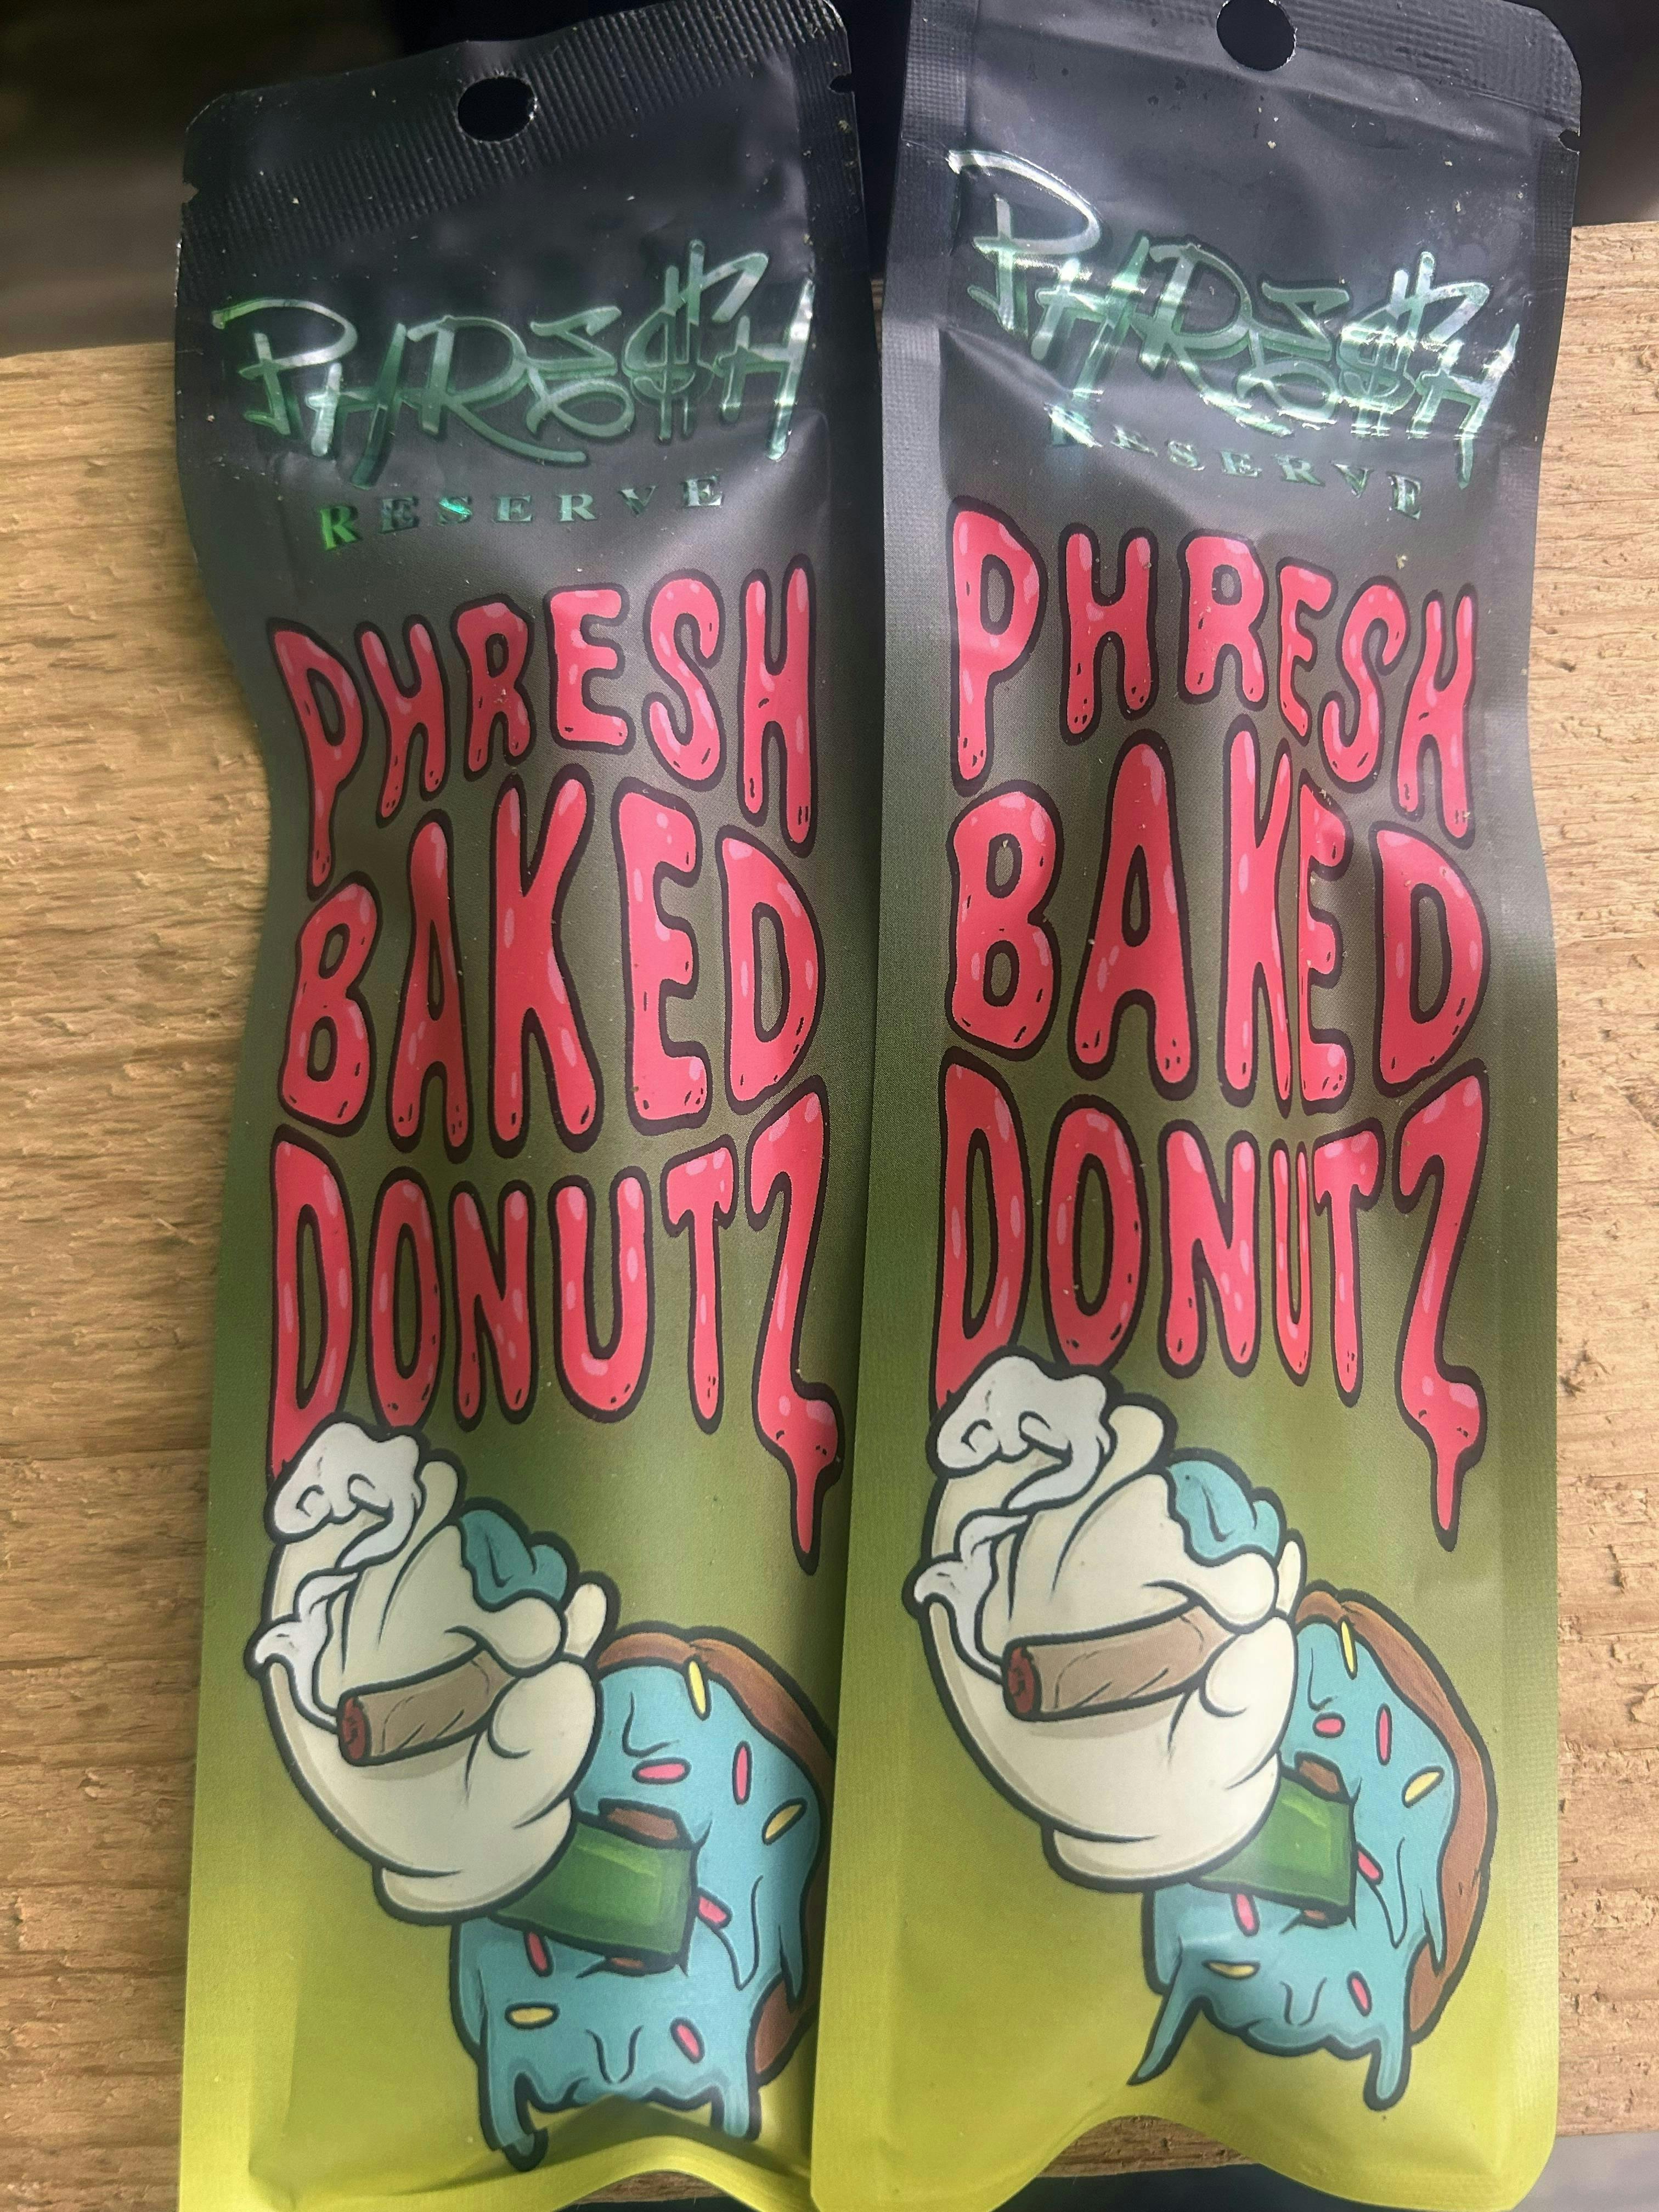 PHRE$H
RESERVE
PHRESH
BAKED
DONUTZ
PHRE$H
RESERVE
PHRESH
BAKED
DONUTZ